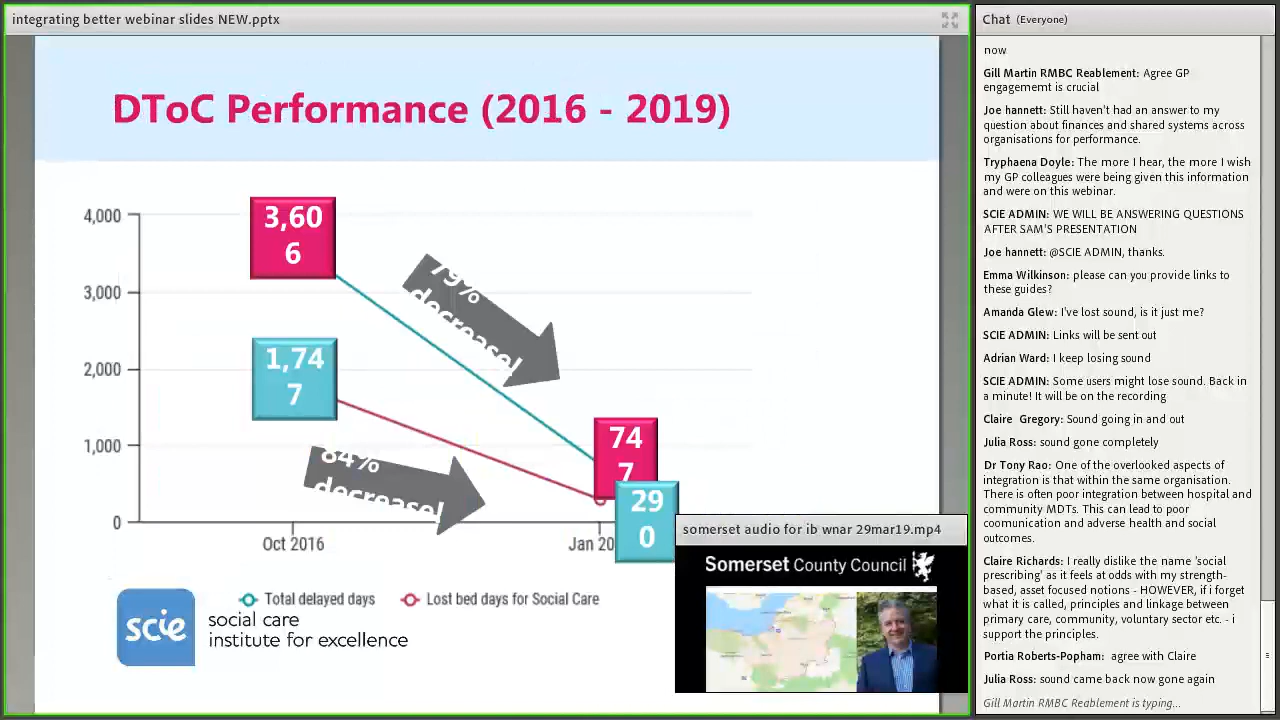 integrating better webinar slides NEW.pptx
DToC Performance (2016 - 2019)
4,000
3,000
2,000
1,000
0
3,60
6
1,74
7
79%
decrease!
84%
decrease!
74
7
29
0
Oct 2016
Jan 20
Total delayed days
Lost bed days for Social Care
scie
social care
institute for excellence
somerset audio for ib wnar 29mar19.mp4
Somerset County Council
Chat (Everyone)
now
Gill Martin RMBC Reablement: Agree GP
engagememt is crucial
Joe hannett: Still haven't had an answer to my
question about finances and shared systems across
organisations for performance.
Tryphaena Doyle: The more I hear, the more I wish
my GP colleagues were being given this information
and were on this webinar.
SCIE ADMIN: WE WILL BE ANSWERING QUESTIONS
AFTER SAM'S PRESENTATION
Joe hannett: @SCIE ADMIN, thanks.
Emma Wilkinson: please can you provide links to
these guides?
Amanda Glew: I've lost sound, is it just me?
SCIE ADMIN: Links will be sent out
Adrian Ward: I keep losing sound
SCIE ADMIN: Some users might lose sound. Back in
a minute! It will be on the recording
Claire Gregory: Sound going in and out
Julia Ross: sound gone completely
Dr Tony Rao: One of the overlooked aspects of
integration is that within the same organisation.
There is often poor integration between hospital and
community MDTs. This can lead to poor
coomunication and adverse health and social
outcomes.
Claire Richards: I really dislike the name 'social
prescribing' as it feels at odds with my strength-
based, asset focused notions - HOWEVER, if i forget
what it is called, principles and linkage between
primary care, community, voluntary sector etc. - i
support the principles.
Portia Roberts-Popham: agree with Claire
Julia Ross: sound came back now gone again
Gill Martin RMBC Reablement is typing...